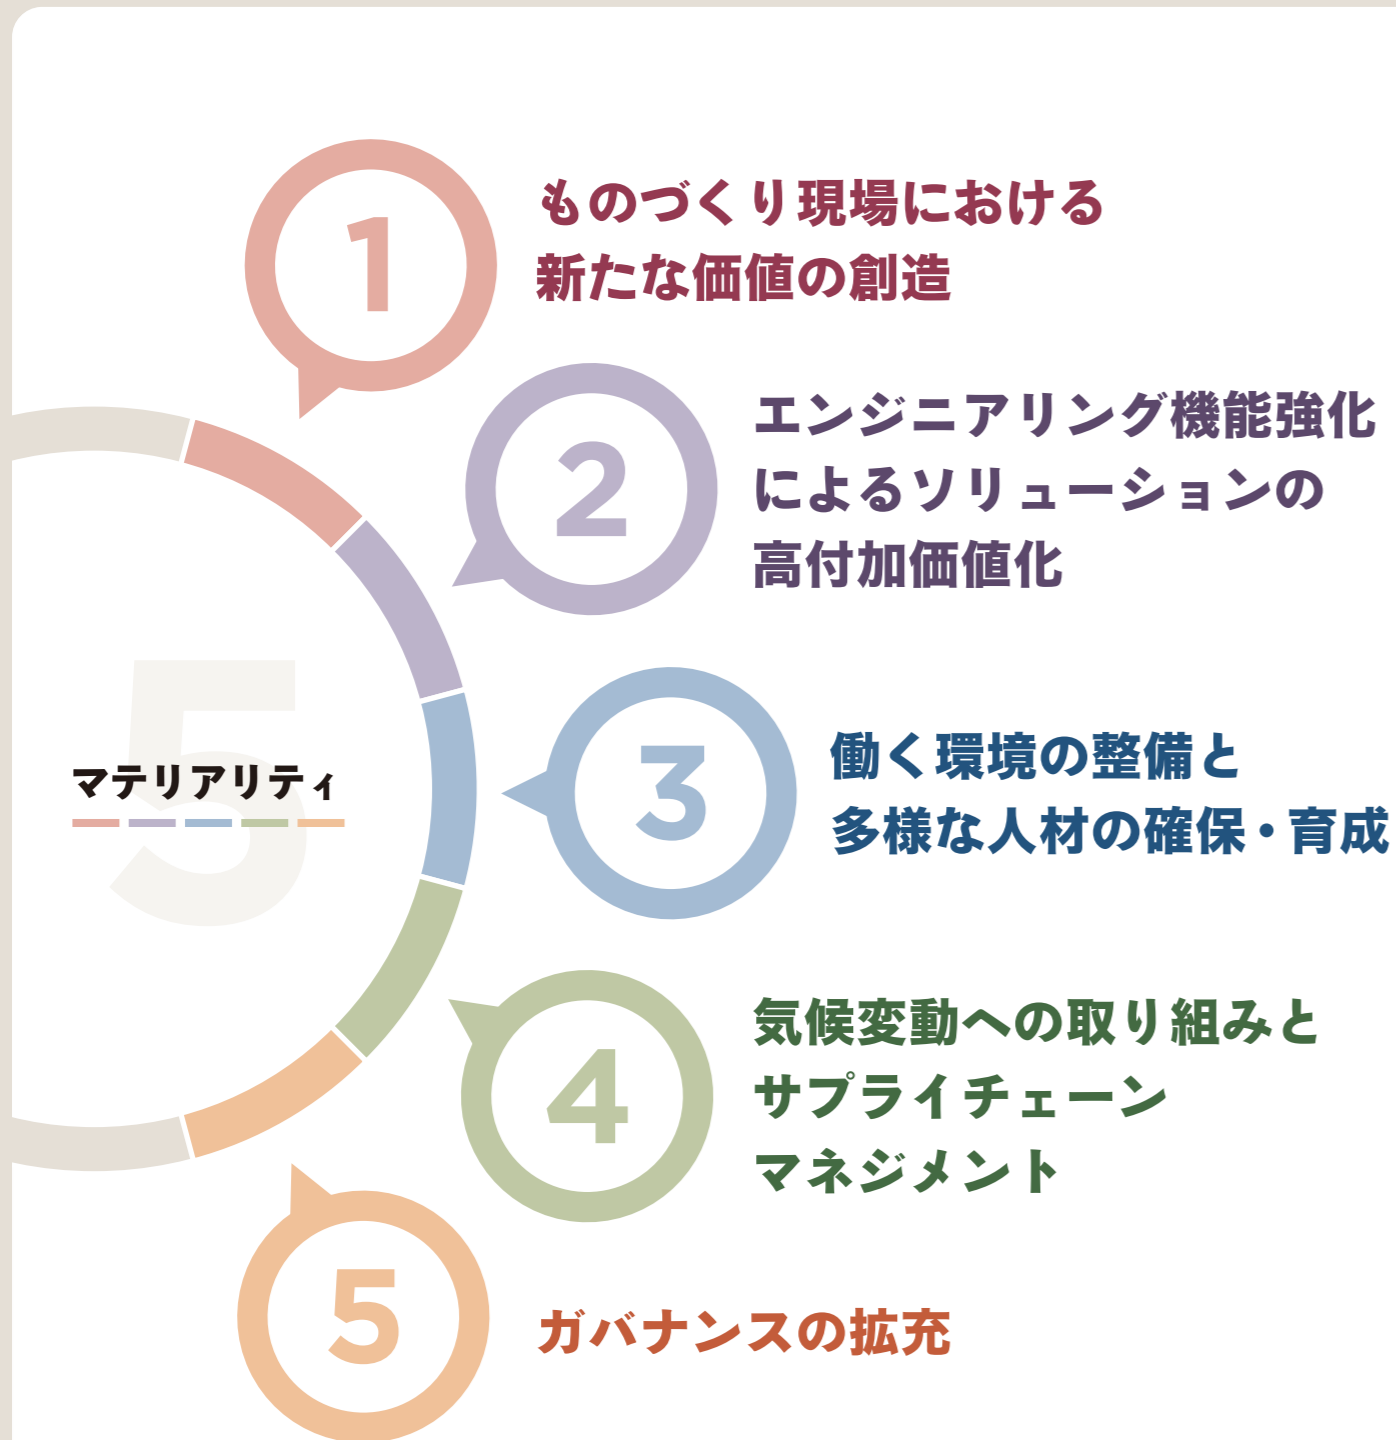 1
ものづくり現場における
新たな価値の創造
2
エンジニアリング機能強化
によるソリューションの
高付加価値化
5
マテリアリティ
3
働く環境の整備と
多様な人材の確保・育成
4
気候変動への取り組みと
サプライチェーン
マネジメント
5
ガバナンスの拡充